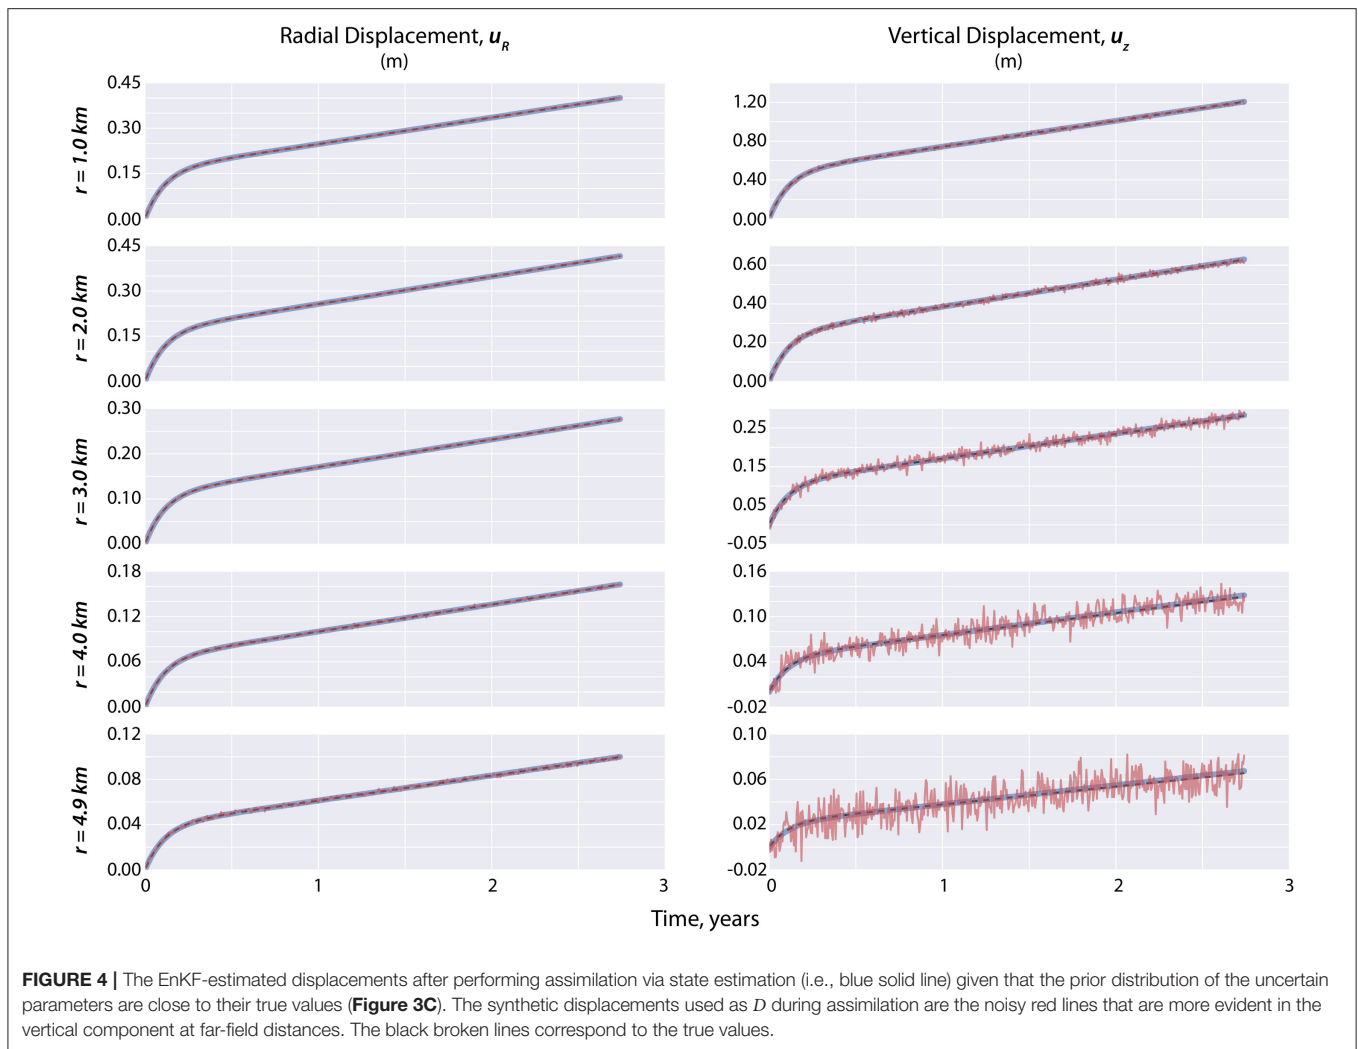 Radial Displacement, u_R
(m)
Vertical Displacement, u_z
(m)
r = 1.0 km
0.45
0.30
0.15
0.00
1.20
0.80
0.40
0.00
r = 2.0 km
0.45
0.30
0.15
0.00
0.60
0.40
0.20
0.00
r = 3.0 km
0.30
0.20
0.10
0.00
0.25
0.15
0.05
-0.05
r = 4.0 km
0.18
0.12
0.06
0.00
0.16
0.10
0.04
-0.02
r = 4.9 km
0.12
0.08
0.04
0.00
0.10
0.06
0.02
-0.02
0 1 2 3
0 1 2 3
Time, years
FIGURE 4 | The EnKF-estimated displacements after performing assimilation via state estimation (i.e., blue solid line) given that the prior distribution of the uncertain
parameters are close to their true values (Figure 3C). The synthetic displacements used as D during assimilation are the noisy red lines that are more evident in the
vertical component at far-field distances. The black broken lines correspond to the true values.